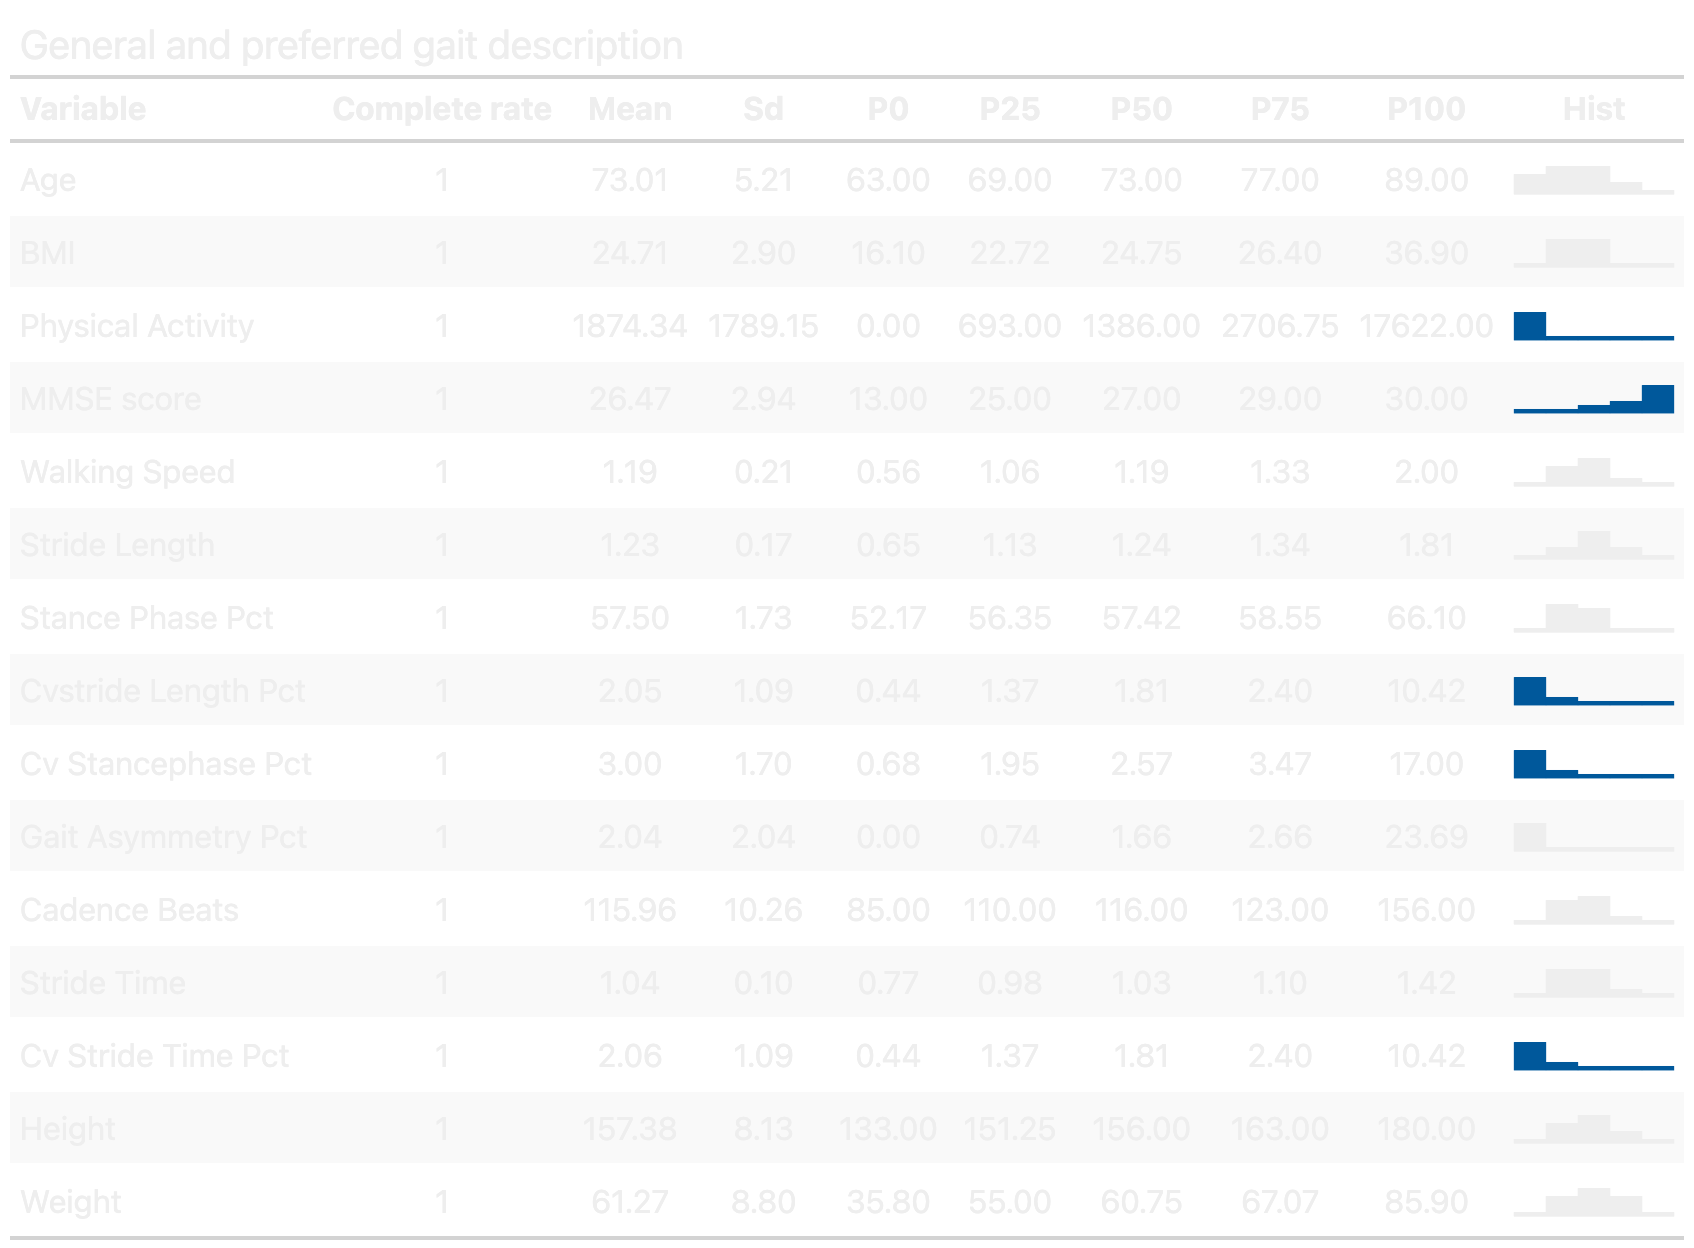 General and preferred gait description
Variable Complete rate Mean Sd P0 P25 P50 P75 P100 Hist
Age 1 73.01 5.21 63.00 69.00 73.00 77.00 89.00
BMI 1 24.71 2.90 16.10 22.72 24.75 26.40 36.90
Physical Activity 1 1874.34 1789.15 0.00 693.00 1386.00 2706.75 17622.00
MMSE score 1 26.47 2.94 13.00 25.00 27.00 29.00 30.00
Walking Speed 1 1.19 0.21 0.56 1.06 1.19 1.33 2.00
Stride Length 1 1.23 0.17 0.65 1.13 1.24 1.34 1.81
Stance Phase Pct 1 57.50 1.73 52.17 56.35 57.42 58.55 66.10
Cvstride Length Pct 1 2.05 1.09 0.44 1.37 1.81 2.40 10.42
Cv Stancephase Pct 1 3.00 1.70 0.68 1.95 2.57 3.47 17.00
Gait Asymmetry Pct 1 2.04 2.04 0.00 0.74 1.66 2.66 23.69
Cadence Beats 1 115.96 10.26 85.00 110.00 116.00 123.00 156.00
Stride Time 1 1.04 0.10 0.77 0.98 1.03 1.10 1.42
Cv Stride Time Pct 1 2.06 1.09 0.44 1.37 1.81 2.40 10.42
Height 1 157.38 8.13 133.00 151.25 156.00 163.00 180.00
Weight 1 61.27 8.80 35.80 55.00 60.75 67.07 85.90